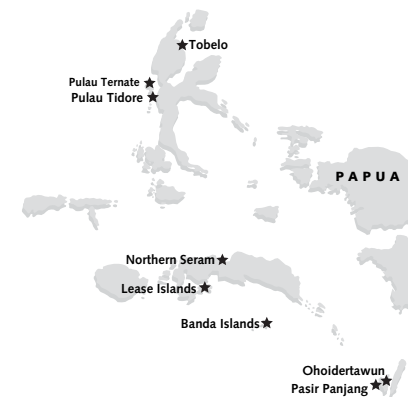 Tobelo
Pulau Ternate
Pulau Tidore
PAPUA
Northern Seram
Lease Islands
Banda Islands
Ohoidertawun
Pasir Panjang